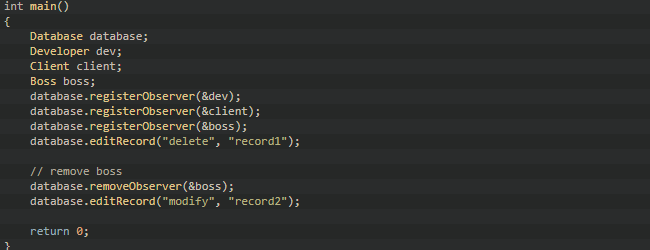 int main()
{
    Database database;
    Developer dev;
    Client client;
    Boss boss;
    database.registerObserver(&dev);
    database.registerObserver(&client);
    database.registerObserver(&boss);
    database.editRecord("delete", "record1");

    // remove boss
    database.removeObserver(&boss);
    database.editRecord("modify", "record2");

    return 0;
}